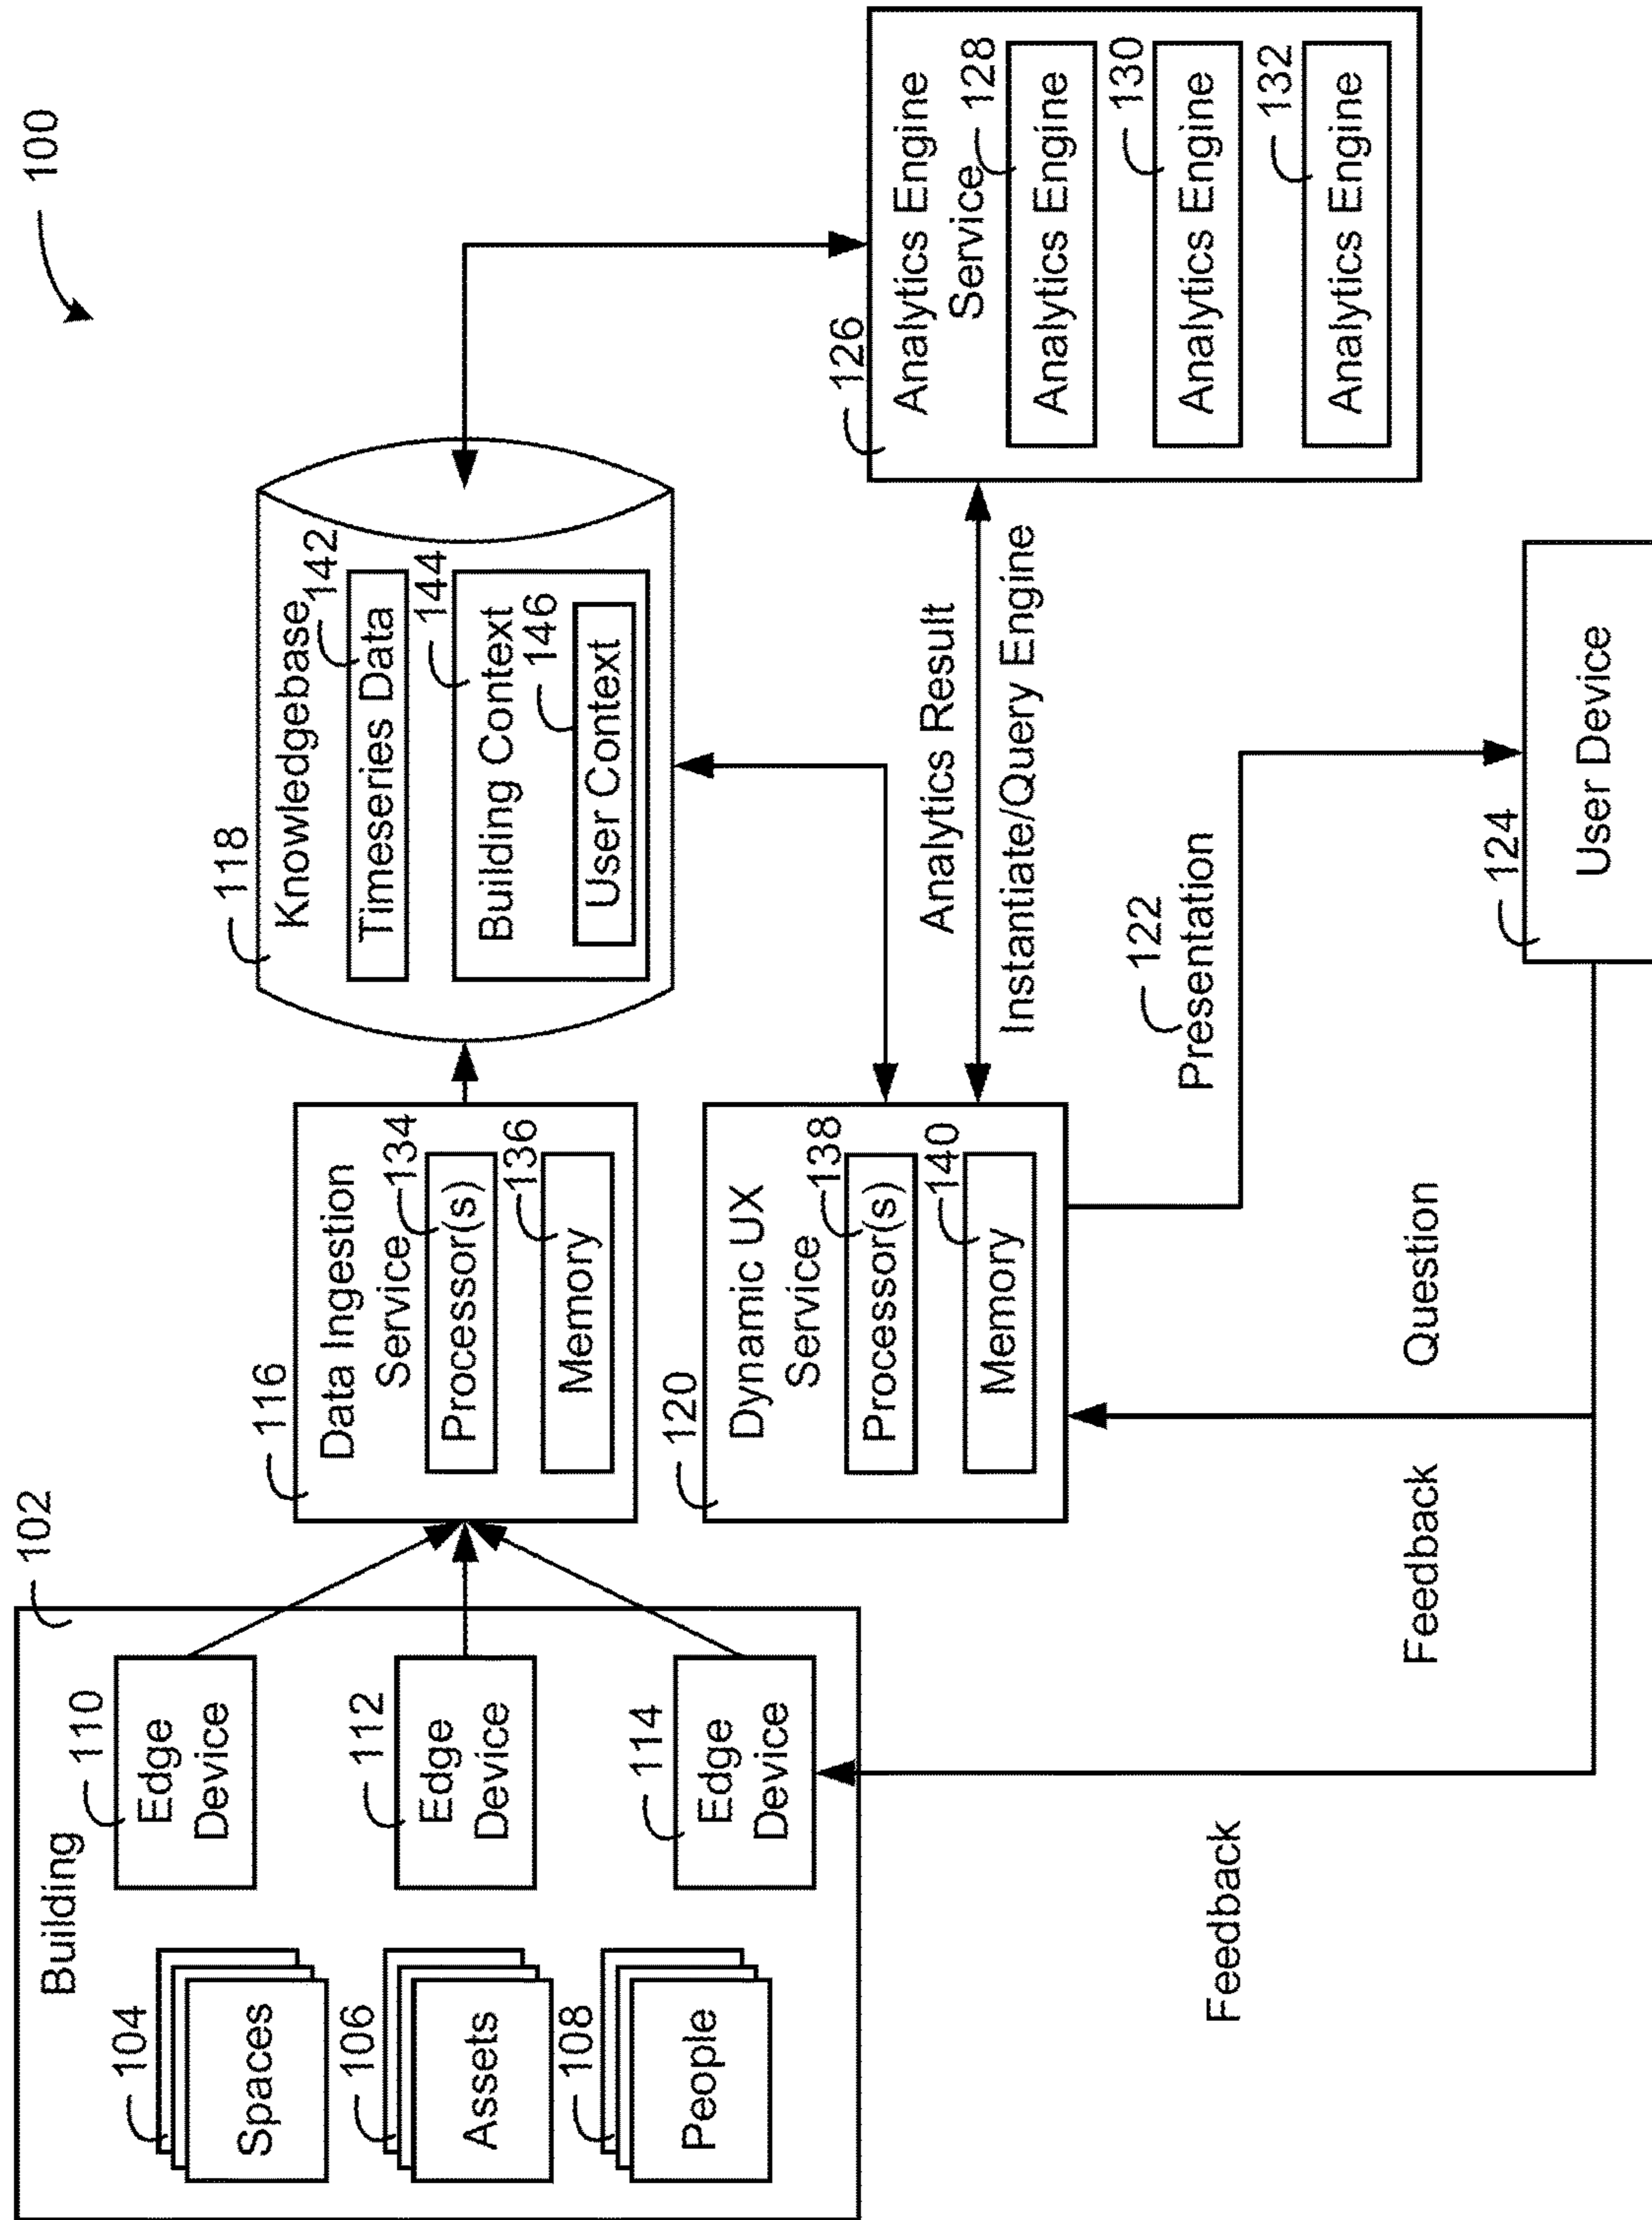 100
102
Building
104
Spaces
106
Assets
108
People
110
Edge
Device
112
Edge
Device
114
Edge
Device
116
Data Ingestion
Service
134
Processor(s)
136
Memory
118
Knowledgebase
142
Timeseries Data
144
Building Context
146
User Context
120
Dynamic UX
Service
138
Processor(s)
140
Memory
Analytics Result
Instantiate/Query Engine
126
Analytics Engine
Service
128
Analytics Engine
130
Analytics Engine
132
Analytics Engine
122
Presentation
Feedback
Feedback
Question
124
User Device